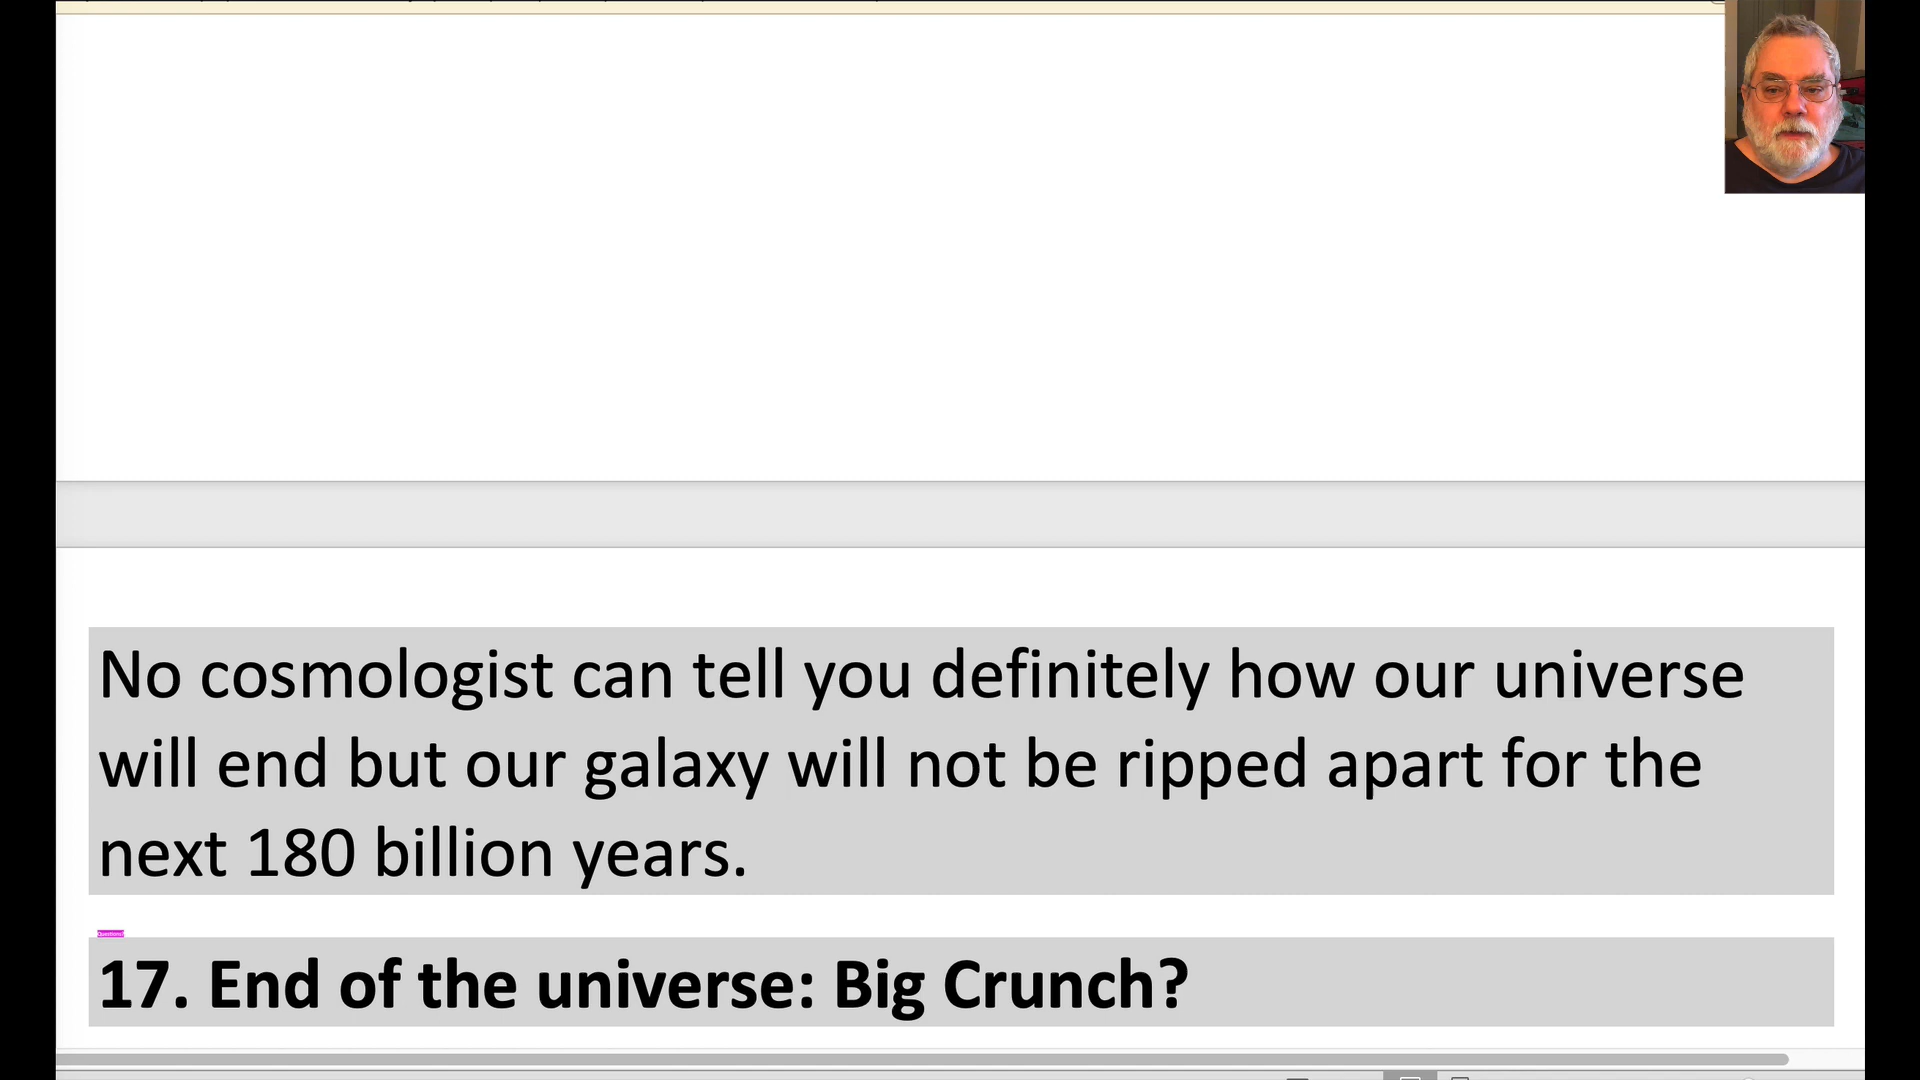 No cosmologist can tell you definitely how our universe
will end but our galaxy will not be ripped apart for the
next 180 billion years.
Questions?
17. End of the universe: Big Crunch?